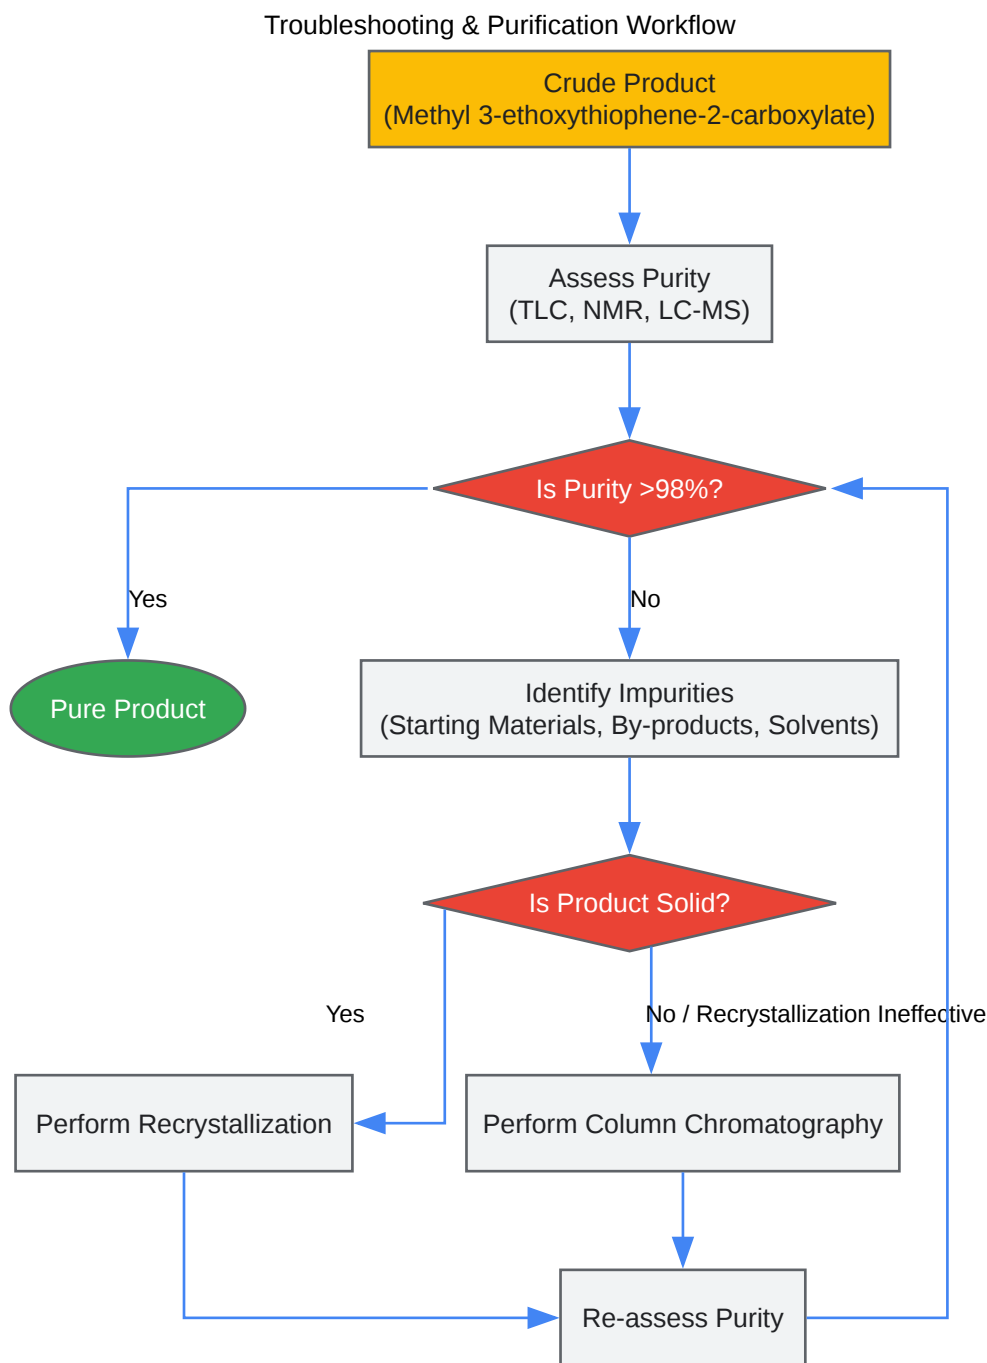 Troubleshooting & Purification Workflow
Crude Product
(Methyl 3-ethoxythiophene-2-carboxylate)
Assess Purity
(TLC, NMR, LC-MS)
Is Purity >98%?
Yes
No
Pure Product
Identify Impurities
(Starting Materials, By-products, Solvents)
Is Product Solid?
Yes
No / Recrystallization Ineffective
Perform Recrystallization
Perform Column Chromatography
Re-assess Purity